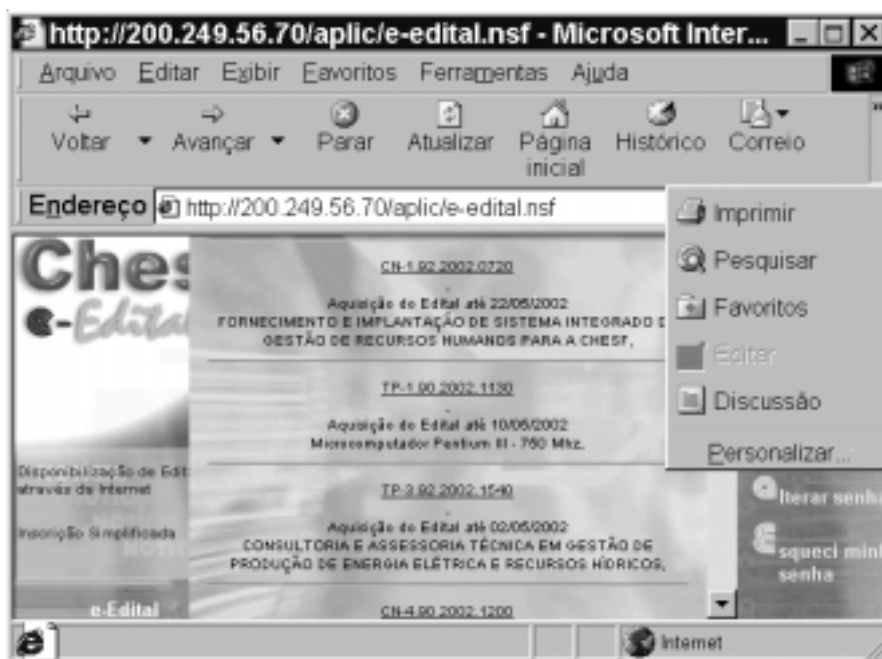 http://200.249.56.70/aplic/e-edital.nsf - Microsoft Inter...
Arquivo Editar Exibir Favoritos Ferramentas Ajuda
Voltar Avançar Parar Atualizar Página inicial Histórico Correio
Endereço http://200.249.56.70/aplic/e-edital.nsf
Imprimir
Pesquisar
Favoritos
Editar
Discussão
Personalizar...
Ches
e-Edital
Disponibilização de Edit
através da Internet
Inscrição Simplificada
e-Edital
CN-1.92.2002.0720
-
Aquisição do Edital até 22/05/2002
FORNECIMENTO E IMPLANTAÇÃO DE SISTEMA INTEGRADO D
GESTÃO DE RECURSOS HUMANOS PARA A CHESF.
TP-1.90.2002.1130
-
Aquisição do Edital até 10/05/2002
Microcomputador Pentium III - 750 Mhz.
TP-3.92.2002.1540
-
Aquisição do Edital até 02/05/2002
CONSULTORIA E ASSESSORIA TÉCNICA EM GESTÃO DE
PRODUÇÃO DE ENERGIA ELÉTRICA E RECURSOS HÍDRICOS,
CN-4.90.2002.1200
Alterar senha
Esqueci minh
senha
Internet